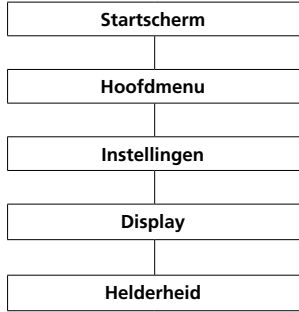 Startscherm
Hoofdmenu
Instellingen
Display
Helderheid